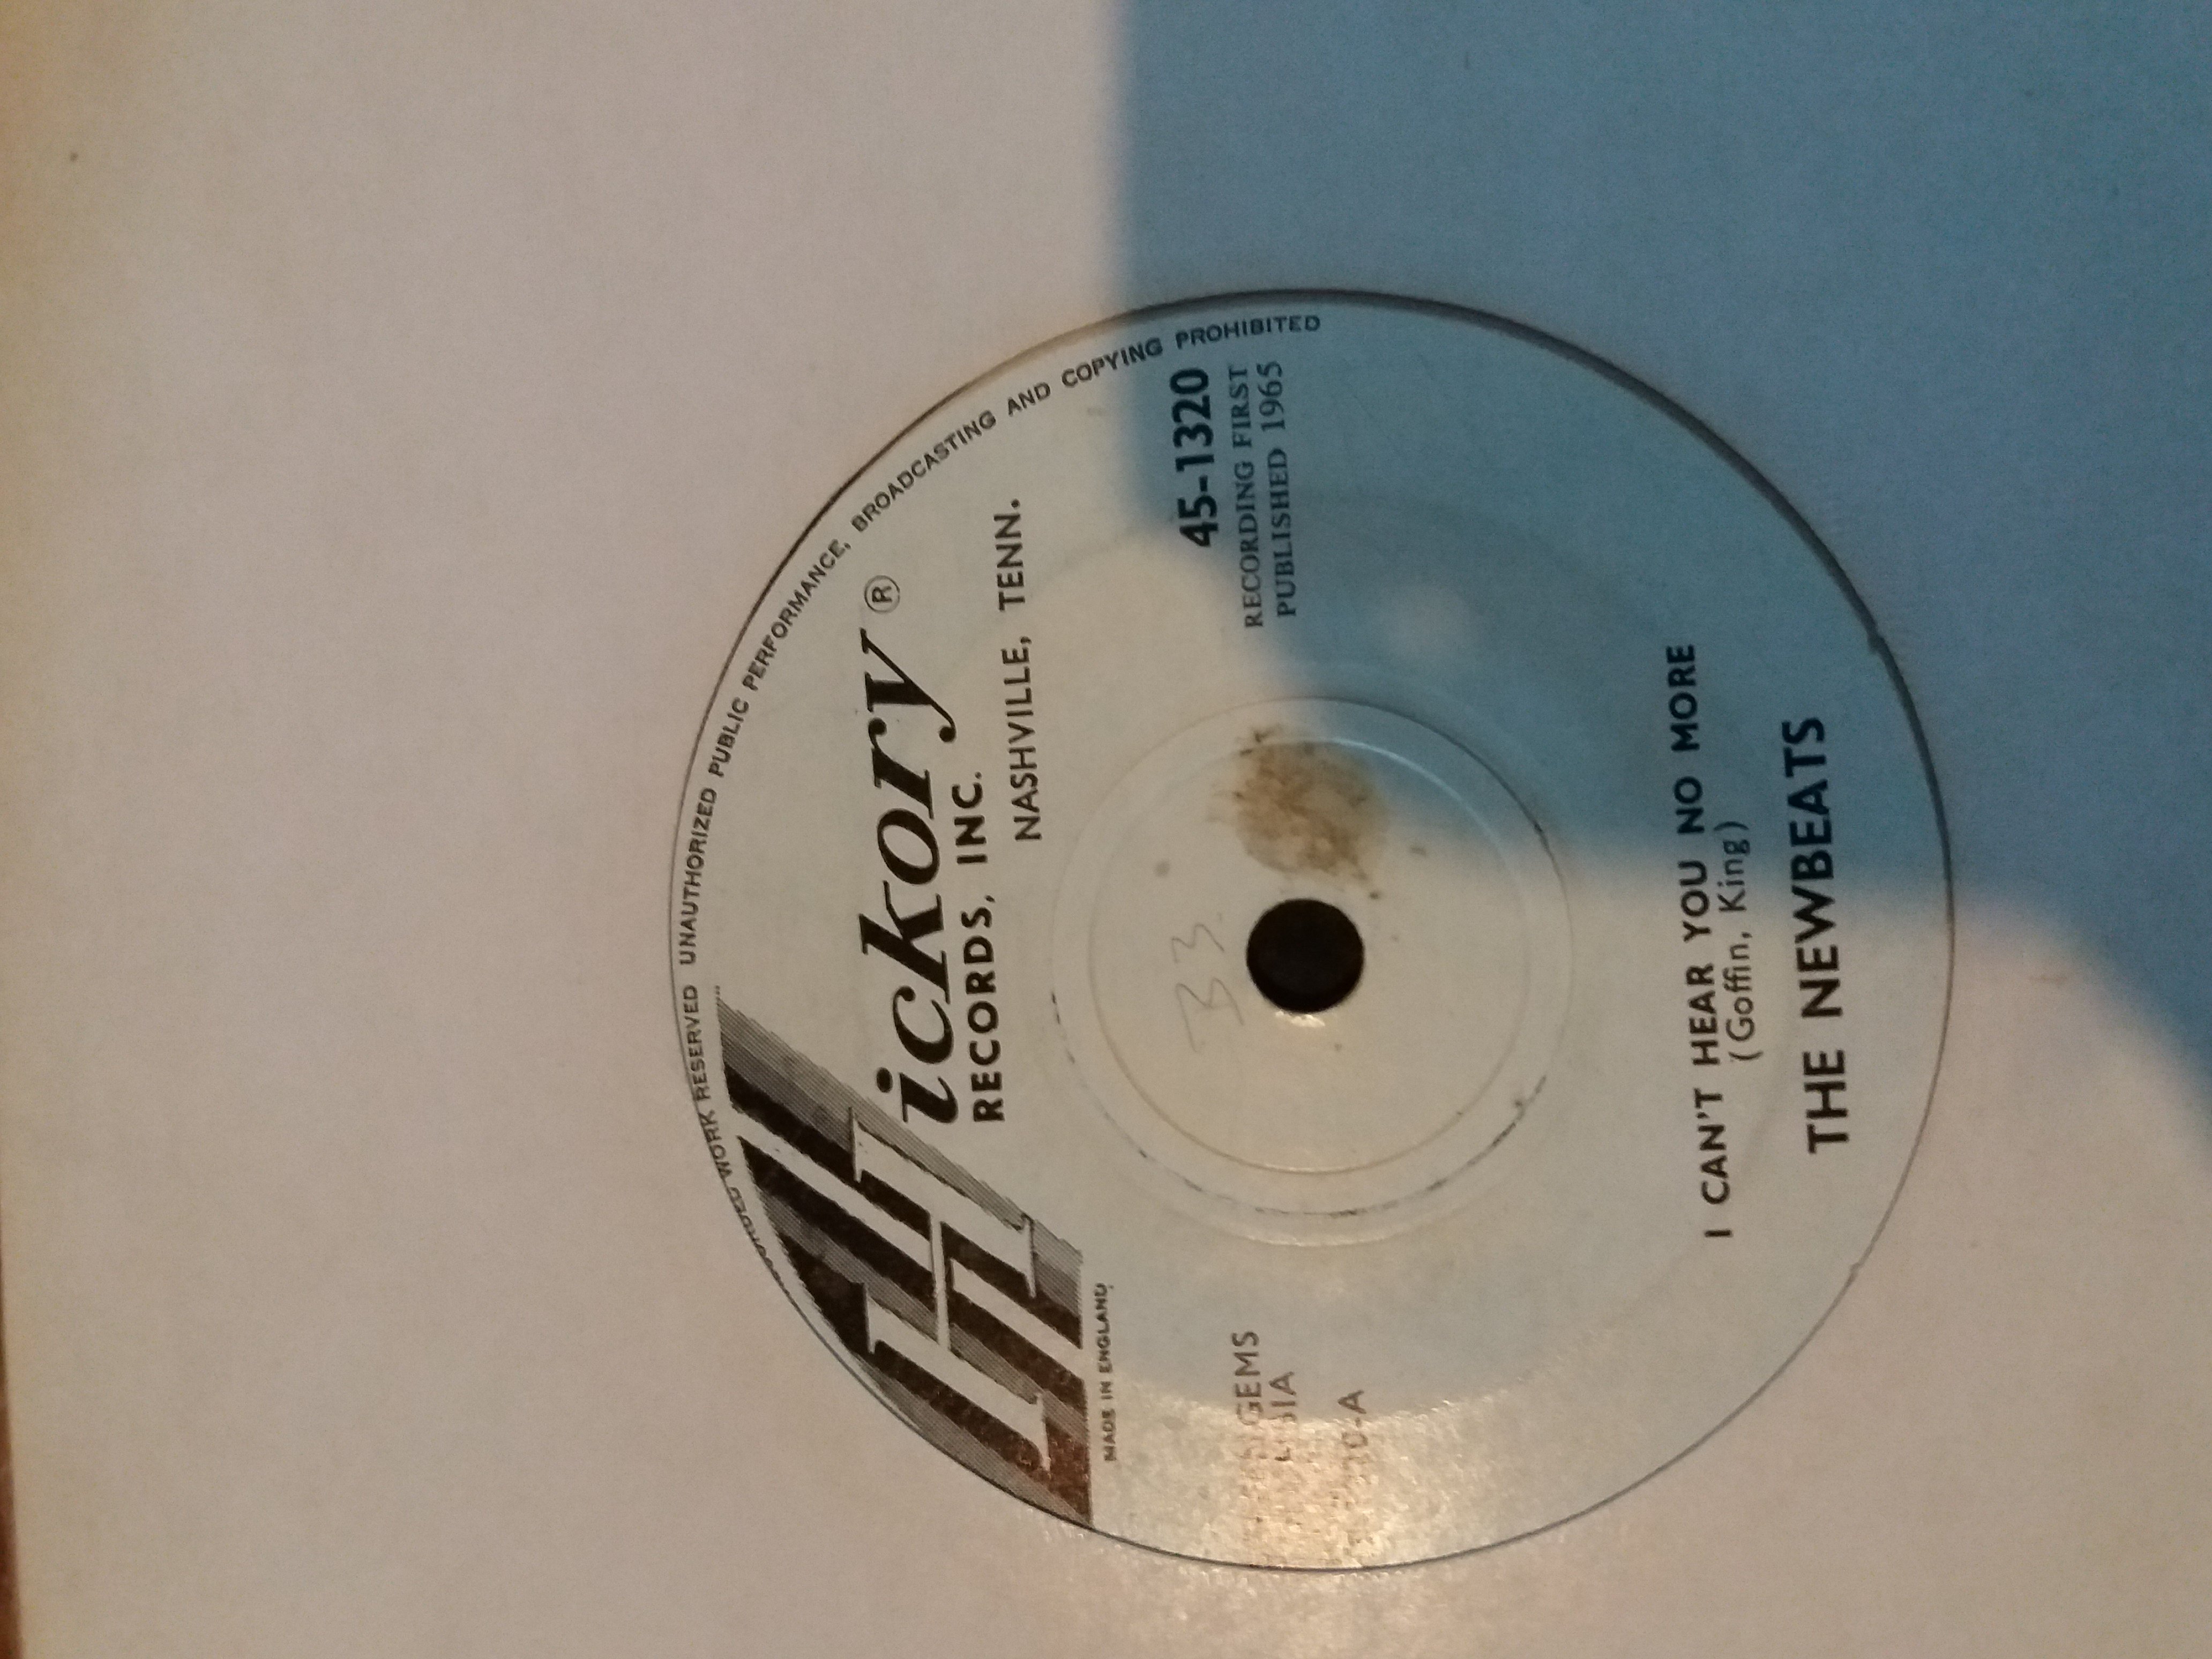 WORK RESERVED UNAUTHORIZED PUBLIC PERFORMANCE, BROADCASTING AND COPYING PROHIBITED
Hickory ®
RECORDS, INC.
NASHVILLE, TENN.
MADE IN ENGLAND
45-1320
RECORDING FIRST
PUBLISHED 1965
GEMS
-A
33
I CAN'T HEAR YOU NO MORE
(Goffin, King)
THE NEWBEATS